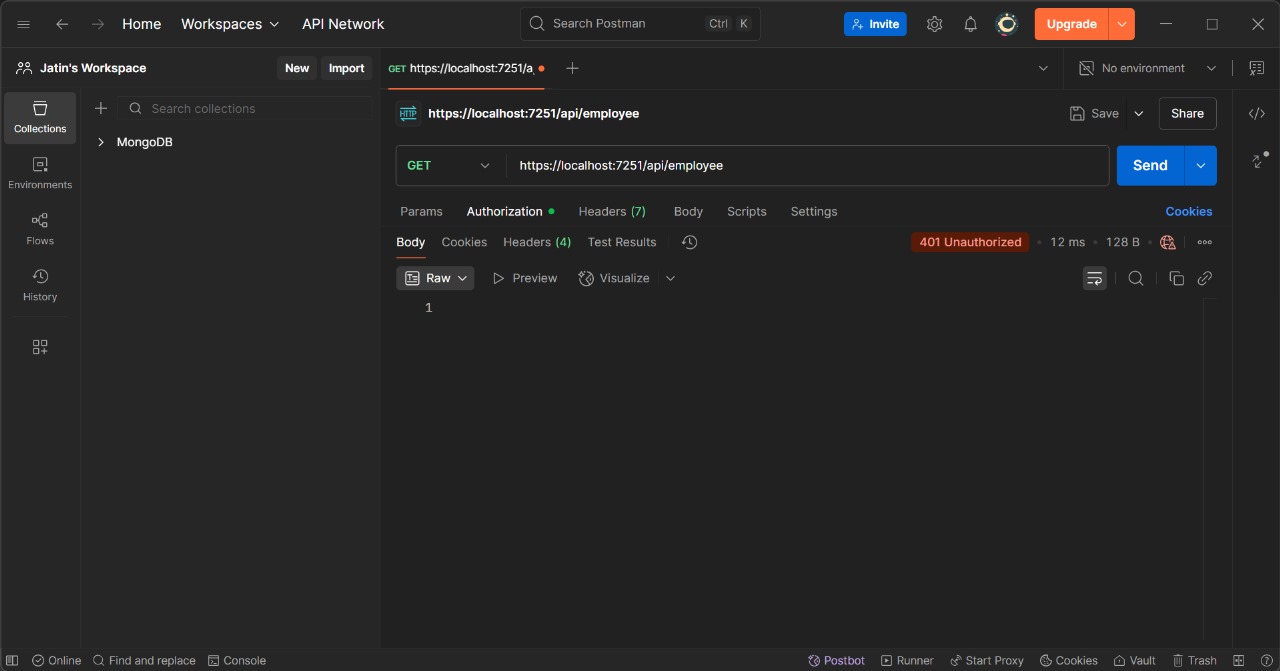 Home Workspaces API Network Search Postman Ctrl K Invite Upgrade
Jatin's Workspace New Import GET https://localhost:7251/a No environment
Search collections
https://localhost:7251/api/employee Save Share
Collections
MongoDB
GET https://localhost:7251/api/employee Send
Environments
Params Authorization Headers (7) Body Scripts Settings Cookies
Flows
Body Cookies Headers (4) Test Results 401 Unauthorized 12 ms 128 B
Raw Preview Visualize
History
1
Online Find and replace Console Postbot Runner Start Proxy Cookies Vault Trash